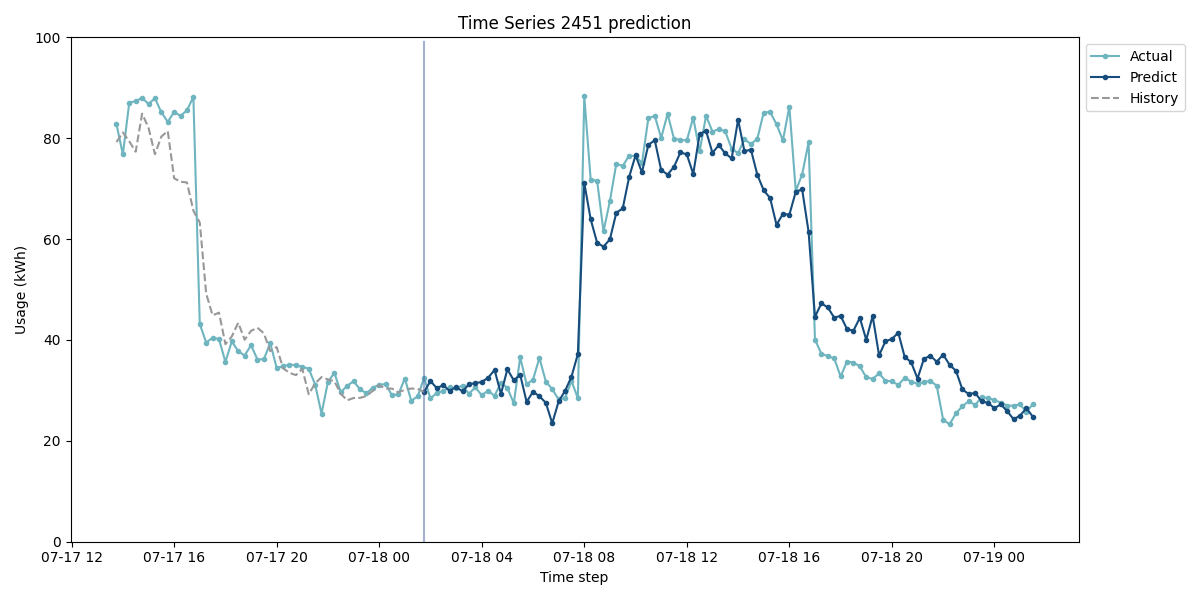 Time Series 2451 prediction
100
80
60
40
20
0
Usage (kWh)
07-17 12
07-17 16
07-17 20
07-18 00
07-18 04
07-18 08
07-18 12
07-18 16
07-18 20
07-19 00
Time step
Actual
Predict
History